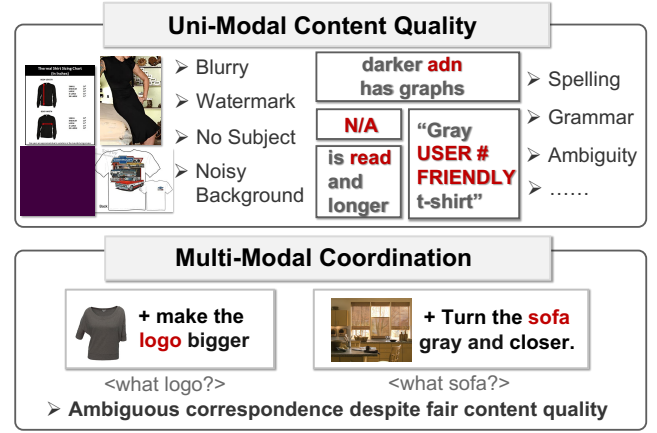 Uni-Modal Content Quality
Thermal Shirt Sizing Chart
(In Inches)
Back
➤ Blurry
➤ Watermark
➤ No Subject
➤ Noisy
Background
darker adn
has graphs
N/A
is read
and
longer
“Gray
USER #
FRIENDLY
t-shirt”
➤ Spelling
➤ Grammar
➤ Ambiguity
➤ ……
Multi-Modal Coordination
+ make the
logo bigger
<what logo?>
+ Turn the sofa
gray and closer.
<what sofa?>
➤ Ambiguous correspondence despite fair content quality